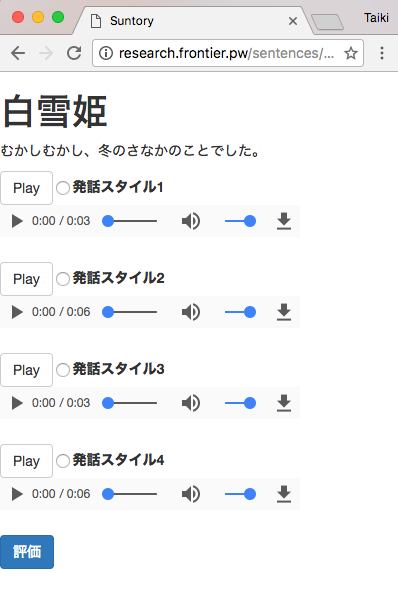 Suntory
Taiki
research.frontier.pw/sentences/...
白雪姫
むかしむかし、冬のさなかのことでした。
Play 発話スタイル1
0:00 / 0:03
Play 発話スタイル2
0:00 / 0:06
Play 発話スタイル3
0:00 / 0:03
Play 発話スタイル4
0:00 / 0:06
評価